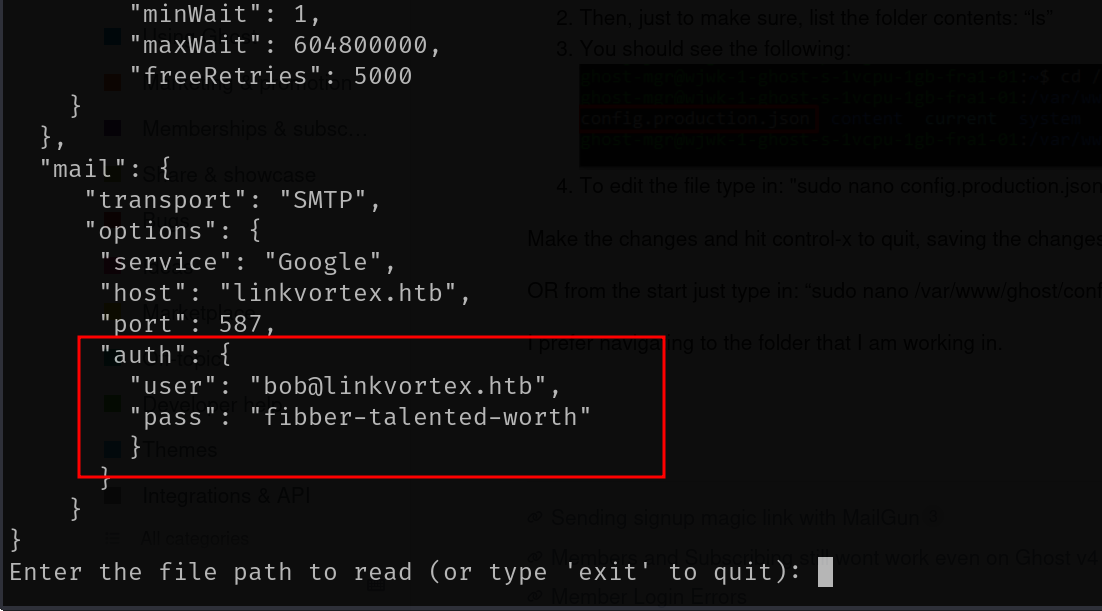 "minWait": 1,
"maxWait": 604800000,
"freeRetries": 5000
}
},
"mail": {
"transport": "SMTP",
"options": {
"service": "Google",
"host": "linkvortex.htb",
"port": 587,
"auth": {
"user": "bob@linkvortex.htb",
"pass": "fibber-talented-worth"
}
}
}
}
Enter the file path to read (or type 'exit' to quit):
Marketing & promotion
Memberships & subsc...
Share & showcase
Themes
Integrations & API
All categories
2. Then, just to make sure, list the folder contents: “ls”
3. You should see the following:
config.production.json content current system
4. To edit the file type in: "sudo nano config.production.json
Make the changes and hit control-x to quit, saving the changes
OR from the start just type in: “sudo nano /var/www/ghost/conf
I prefer navigating to the folder that I am working in.
Sending signup magic link with MailGun 3
Members and Subscribing still wont work even on Ghost v4
Member Login Errors